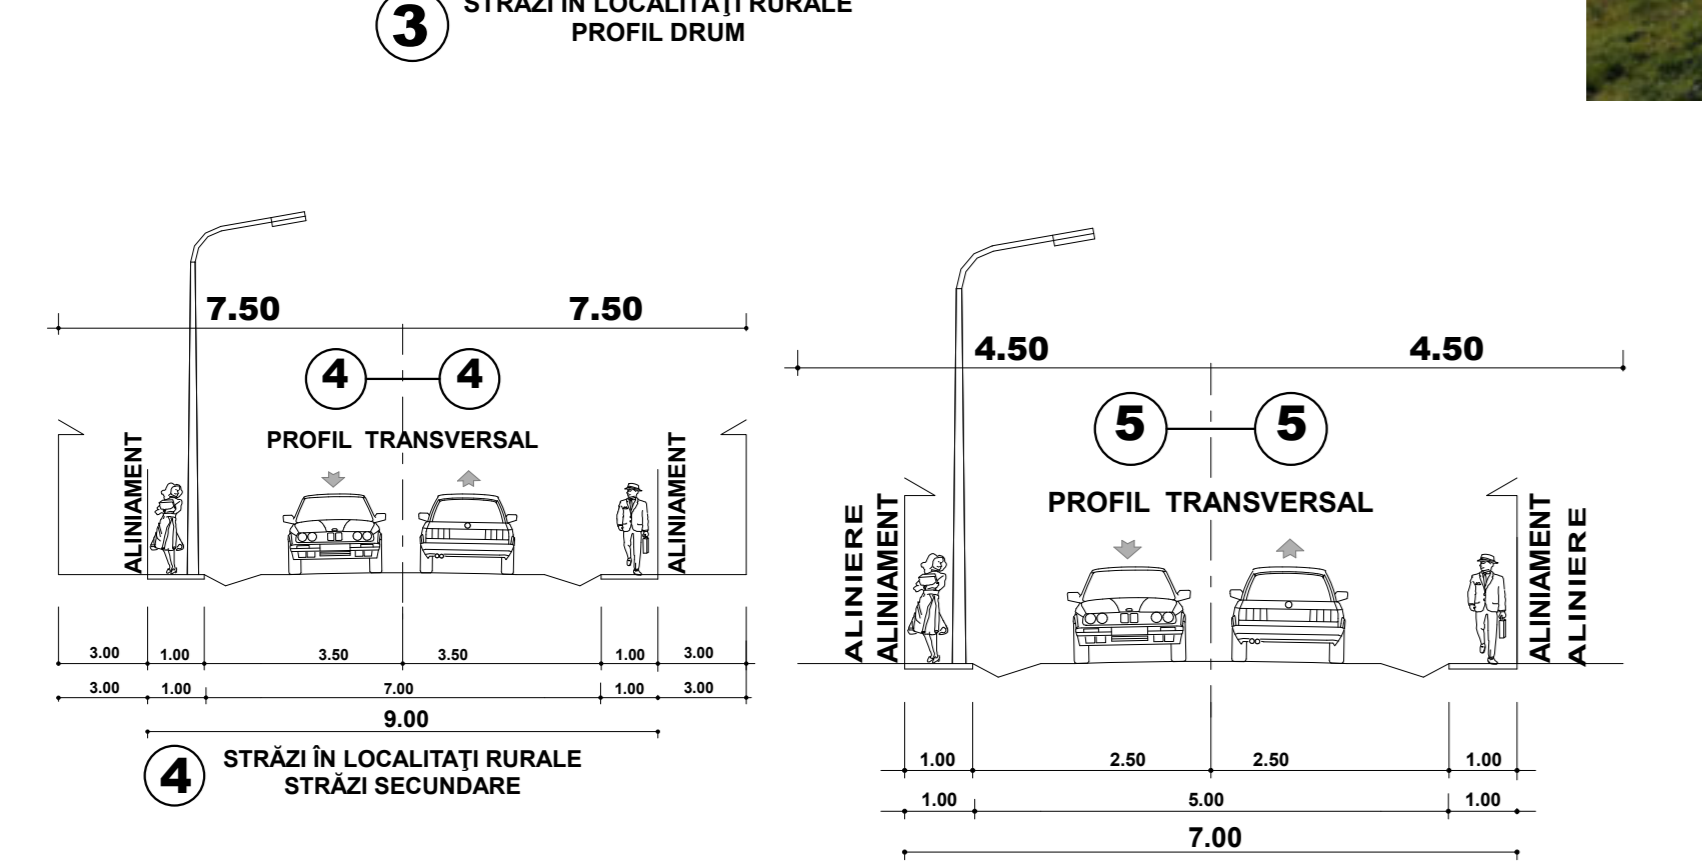 3
STRĂZI ÎN LOCALITAŢI RURALE
PROFIL DRUM
7.50 7.50
4 4
PROFIL TRANSVERSAL
ALINIAMENT
ALINIAMENT
3.00 1.00 3.50 3.50 1.00 3.00
3.00 1.00 7.00 1.00 3.00
9.00
4
STRĂZI ÎN LOCALITAŢI RURALE
STRĂZI SECUNDARE
4.50 4.50
5 5
PROFIL TRANSVERSAL
ALINIERE
ALINIAMENT
ALINIAMENT
ALINIERE
1.00 2.50 2.50 1.00
1.00 5.00 1.00
7.00